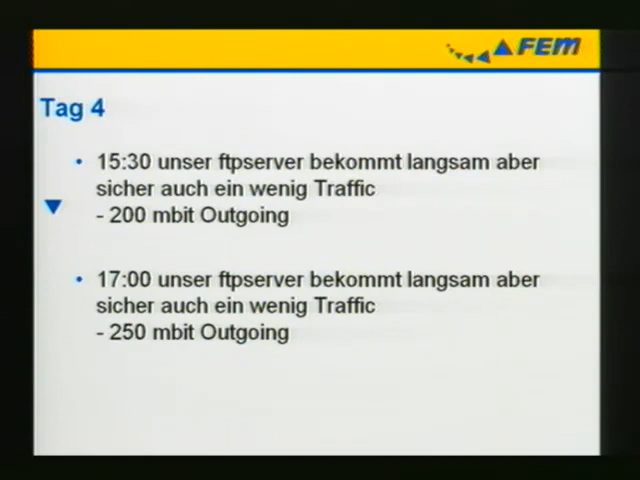 FEM
Tag 4
• 15:30 unser ftpserver bekommt langsam aber
sicher auch ein wenig Traffic
- 200 mbit Outgoing
• 17:00 unser ftpserver bekommt langsam aber
sicher auch ein wenig Traffic
- 250 mbit Outgoing